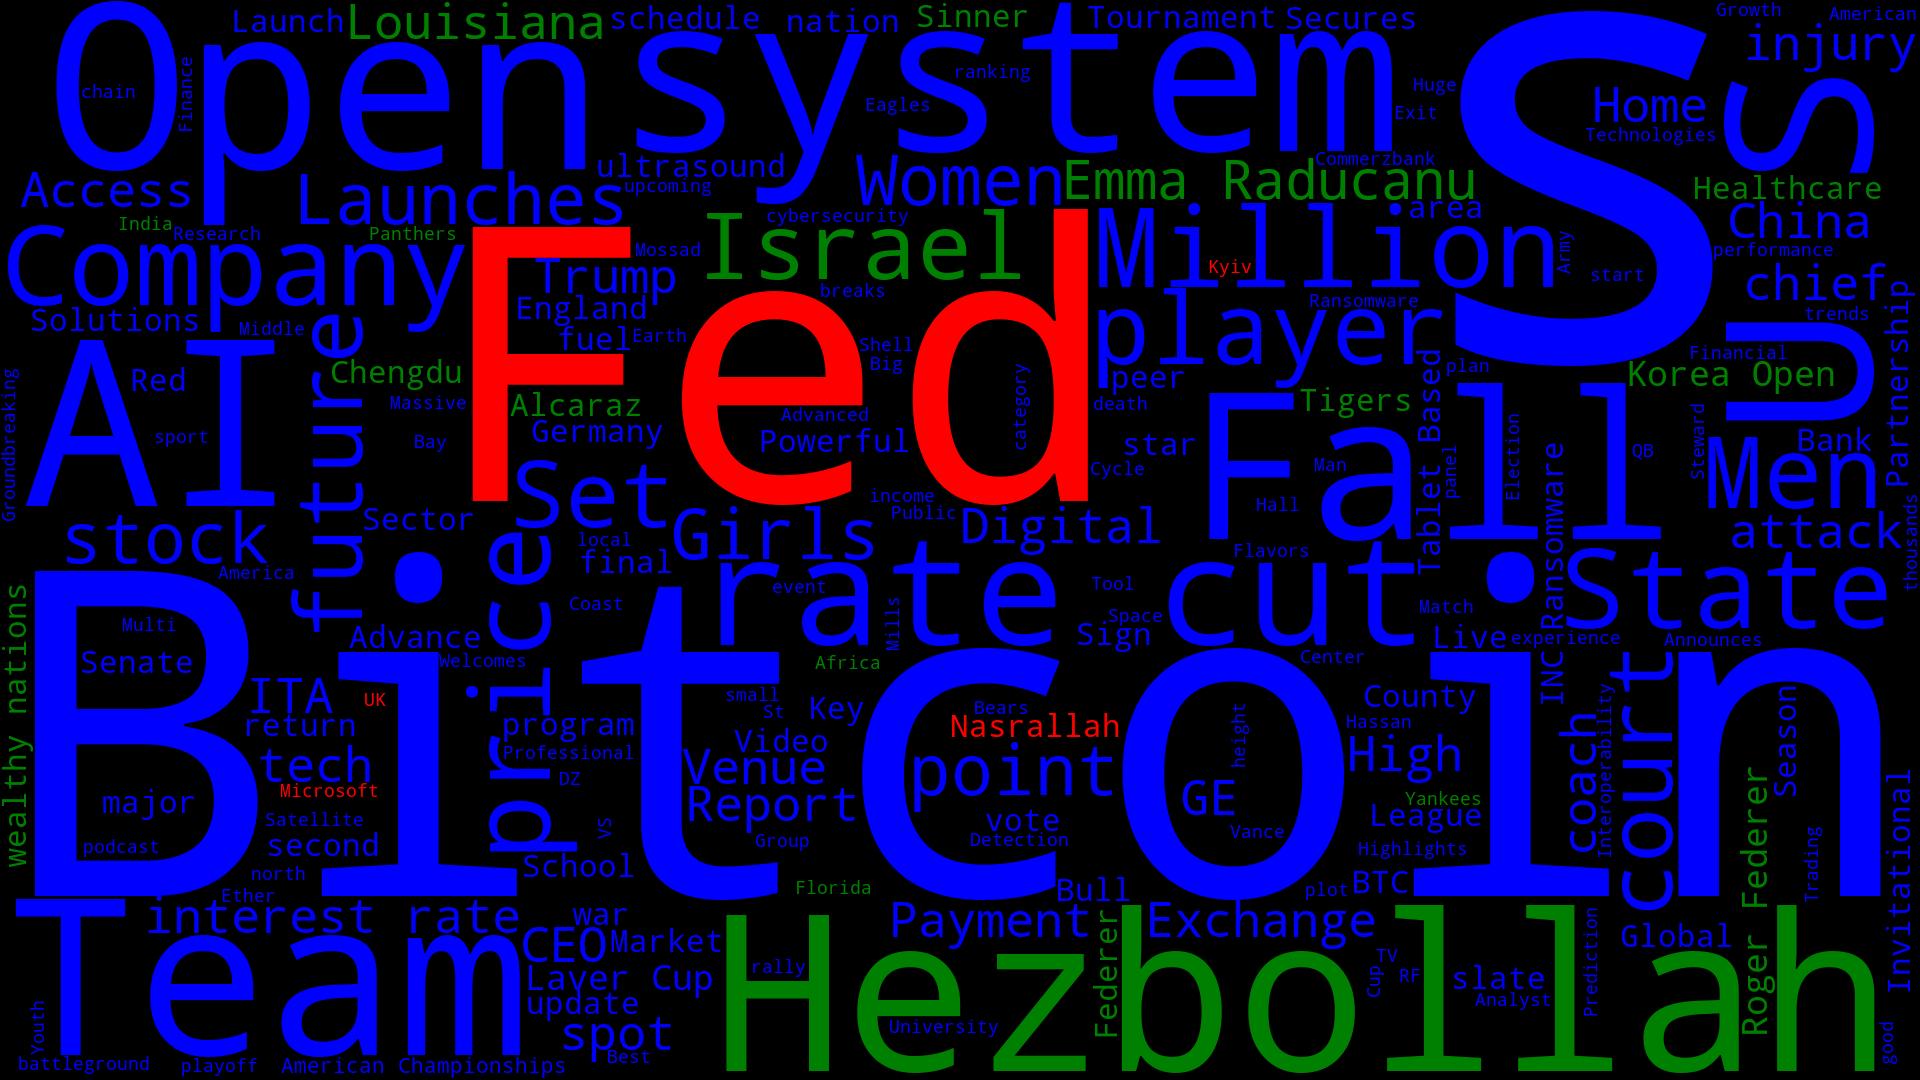 Open
system
S
S
Launch
Louisiana
schedule
nation
Sinner
Tournament
Secures
Growth
American
injury
chain
Finance
ranking
Eagles
Huge
Exit
Home
Technologies
Access
Launches
ultrasound
upcoming
Women
Emma Raducanu
Commerzbank
Healthcare
India
Research
Panthers
cybersecurity
area
China
Company
Mossad
Israel
Million
Kyiv
Army
start
performance
Fed
Trump
England
fuel
Earth
breaks
Shell
Big
Ransomware
player
chief
trends
Solutions
Middle
future
Partnership
Financial
U
AI
Red
sport
Groundbreaking
Chengdu
Massive
Bay
Alcaraz
Germany
Advanced
Powerful
category
peer
death
star
Cycle
Fall
Tigers
Tablet Based
plan
Korea Open
Man
Hall
panel
Election
Ransomware
QB
Steward
Men
Bank
attack
thousands
stock
Sector
America
Set
price
income
Public
local
final
Girls
Digital
Flavors
State
rate cut
event
Tool
Coast
Mills
Space
Sign
Match
Live
experience
Announces
wealthy nations
Bitcoin
Multi
Senate
Advance
Welcomes
Africa
Center
INC
court
ITA
UK
return
program
Professional
DZ
small
St
Key
Bears
Nasrallah
height
County
Hassan
High
coach
Interoperability
Season
tech
Microsoft
Video
Venue
point
GE
Yankees
major
Satellite
second
podcast
vs
Report
vote
Detection
Group
Vance
League
Highlights
Roger Federer
Trading
Invitational
north
Ether
School
Florida
Bull
plot
BTC
Team
interest rate
war
CEO
Market
Payment
Exchange
Federer
Global
Laver Cup
rally
Hezbollah
TV
Cup
RF
slate
Analyst
Prediction
update
spot
Best
University
Youth
good
battleground
playoff
American
Championships